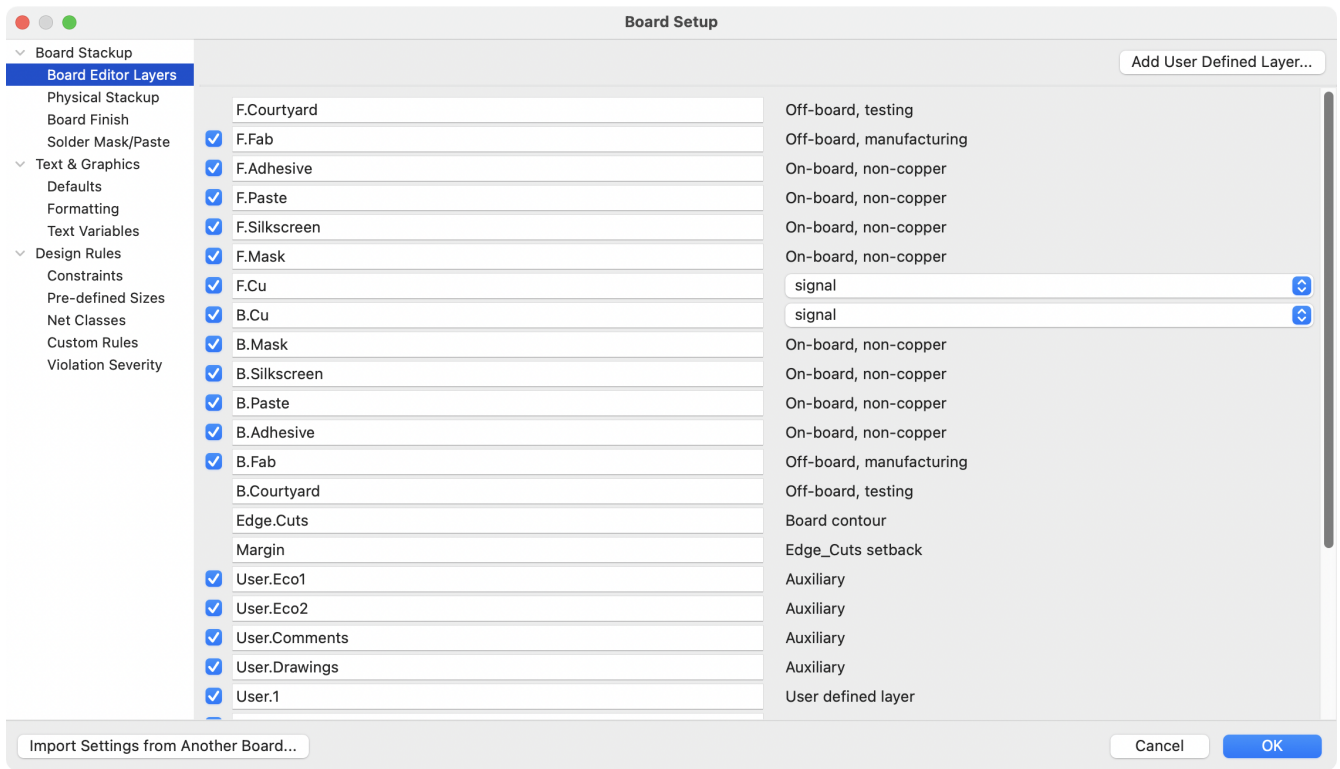 Board Setup
Board Stackup
Board Editor Layers
Physical Stackup
Board Finish
Solder Mask/Paste
Text & Graphics
Defaults
Formatting
Text Variables
Design Rules
Constraints
Pre-defined Sizes
Net Classes
Custom Rules
Violation Severity
Add User Defined Layer...
F.Courtyard Off-board, testing
F.Fab Off-board, manufacturing
F.Adhesive On-board, non-copper
F.Paste On-board, non-copper
F.Silkscreen On-board, non-copper
F.Mask On-board, non-copper
F.Cu signal
B.Cu signal
B.Mask On-board, non-copper
B.Silkscreen On-board, non-copper
B.Paste On-board, non-copper
B.Adhesive On-board, non-copper
B.Fab Off-board, manufacturing
B.Courtyard Off-board, testing
Edge.Cuts Board contour
Margin Edge_Cuts setback
User.Eco1 Auxiliary
User.Eco2 Auxiliary
User.Comments Auxiliary
User.Drawings Auxiliary
User.1 User defined layer
Import Settings from Another Board...
Cancel
OK